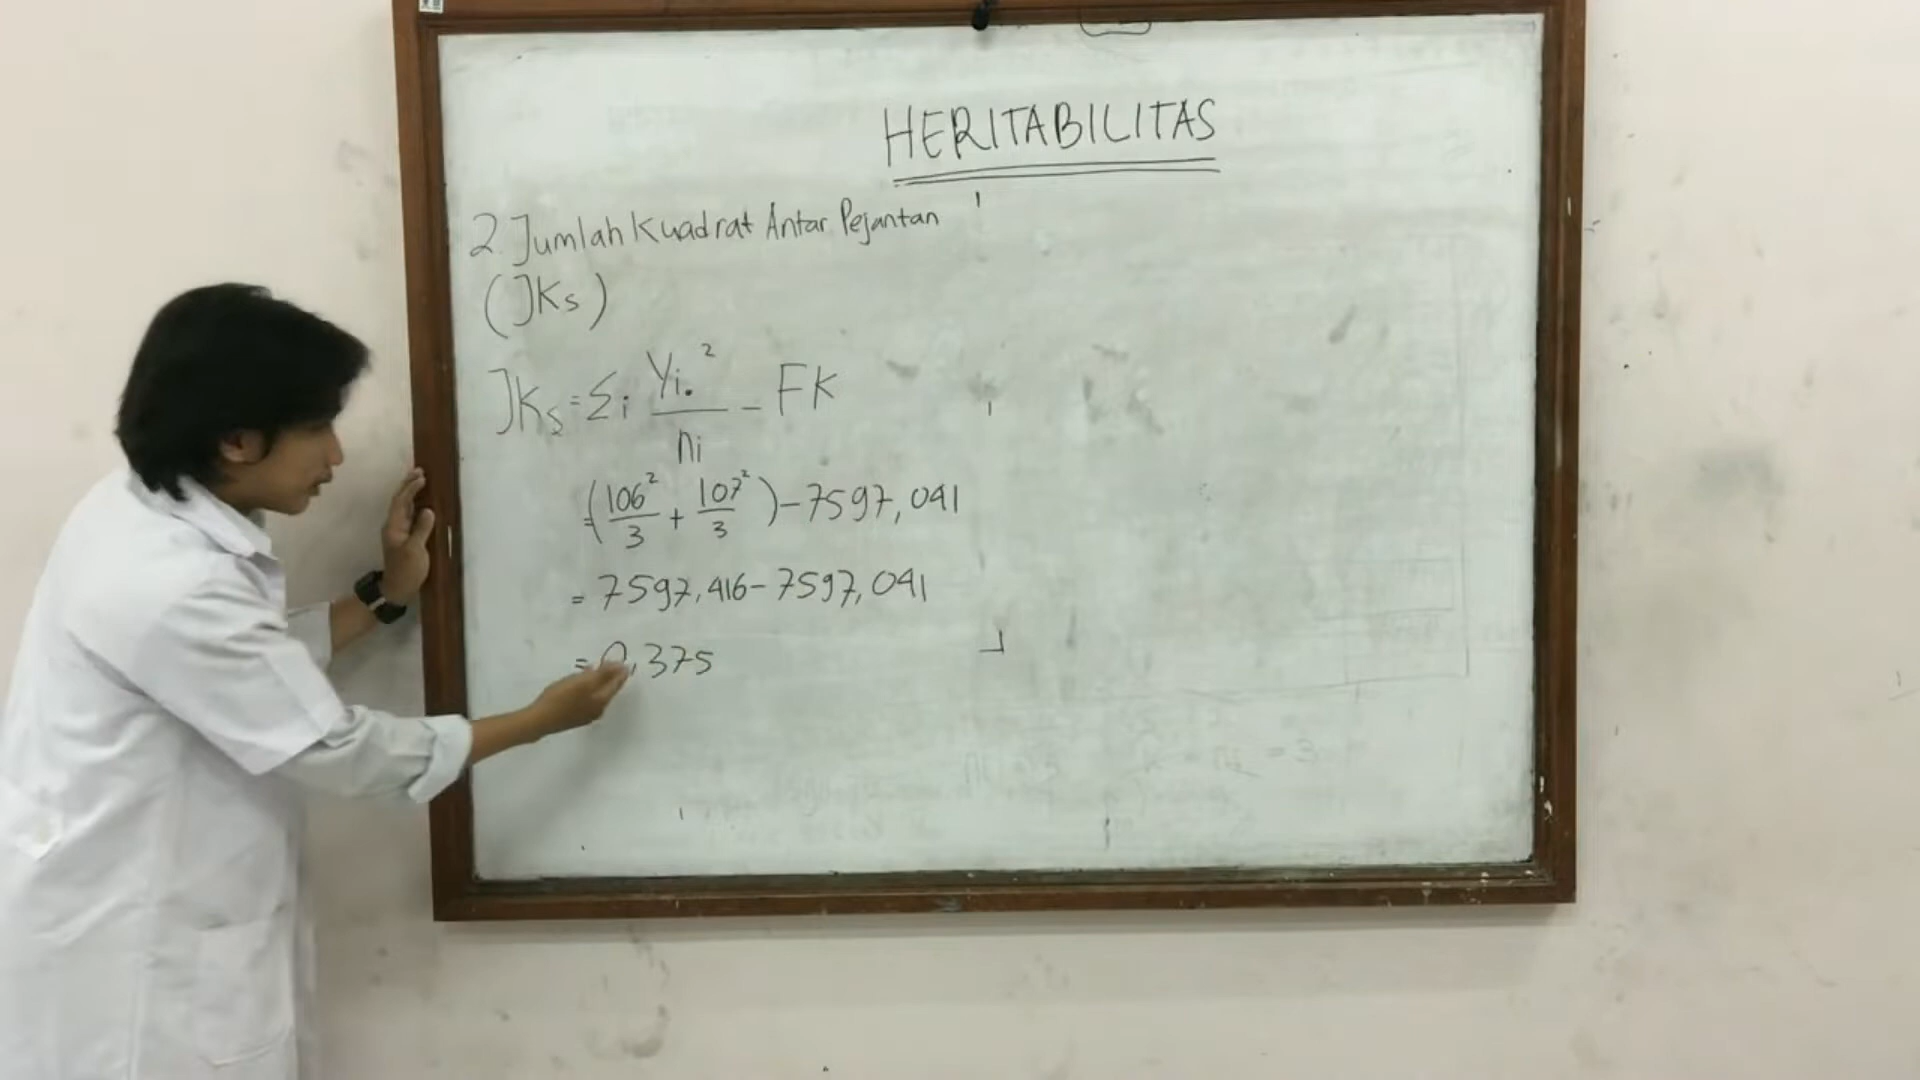 HERITABILITAS
2. Jumlah Kuadrat Antar Pejantan
(JKs)
JKs = Σi Yi.² / ni - FK
= (106²/3 + 107²/3) - 7597,041
= 7597,416 - 7597,041
= 0,375